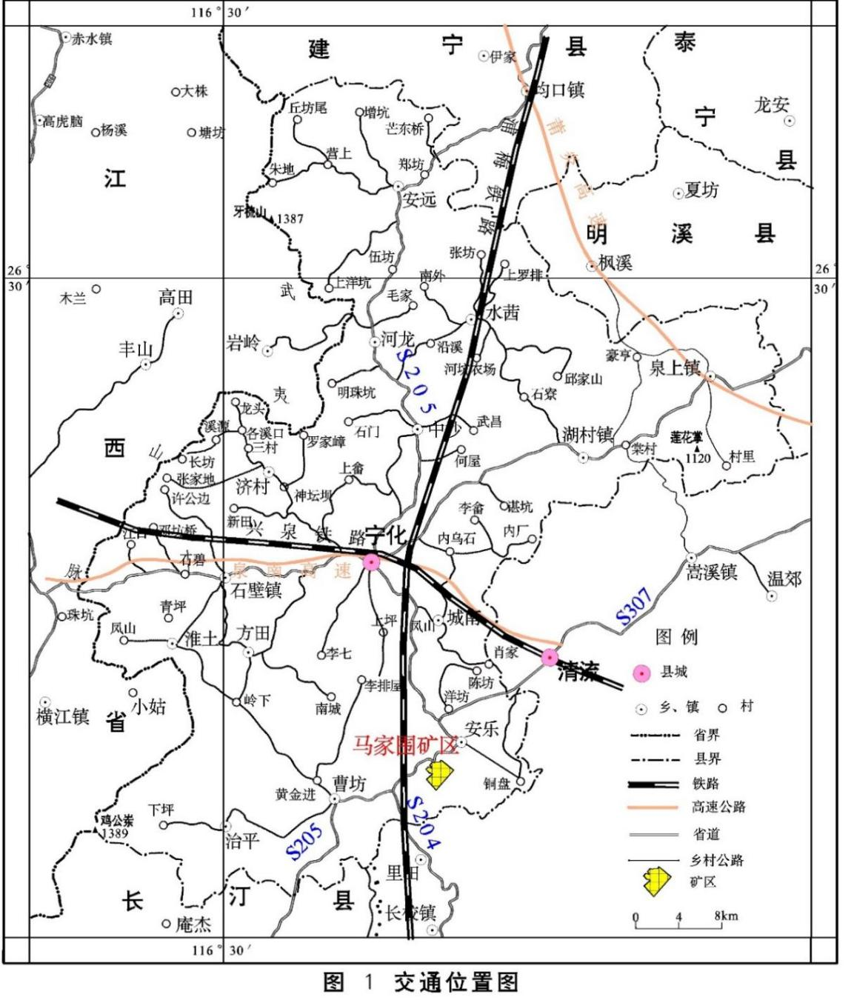 116°30′
赤水镇
建 宁 县
泰
伊家
大株
均口镇
丘坊尾
增坑
龙安
宁
高虎脑
杨溪
塘坊
芒东桥
莆炎高速
浦梅铁路
营上
郑坊
县
朱地
江
安远
夏坊
牙梳山
1387
明 溪 县
伍坊
张坊
枫溪
26°30′
26°30′
上洋坑
南外
上罗排
木兰
高田
武
毛家
水茜
丰山
岩岭
河龙
沿溪
S205
河坑农场
豪亨
泉上镇
明珠坑
邱家山
夷
石寮
龙头
溪源
各溪口
石门
中沙
武昌
罗家嶂
湖村镇
莲花掌
1120
西
山
三村
棠村
村里
长坊
何屋
张家地
济村
上畲
许公边
神坛坝
李畲
谌坑
新田
兴泉铁路
宁化
内乌石
内厂
江口
邓坊桥
石碧
脉
泉南高速
嵩溪镇
石壁镇
温郊
珠坑
青坪
S307
凤山
淮土
方田
上坪
凤山
城南
图 例
李七
肖家
清流
县城
陈坊
李排屋
横江镇
小姑
岭下
南城
洋坊
乡、镇
村
省
安乐
省界
马家围矿区
县界
黄金进
曹坊
铜盘
铁路
高速公路
下坪
鸡公岽
1389
S204
省道
治平
S205
乡村公路
里田
矿区
长 汀 县
长校镇
庵杰
0 4 8km
116°30′
图 1 交通位置图